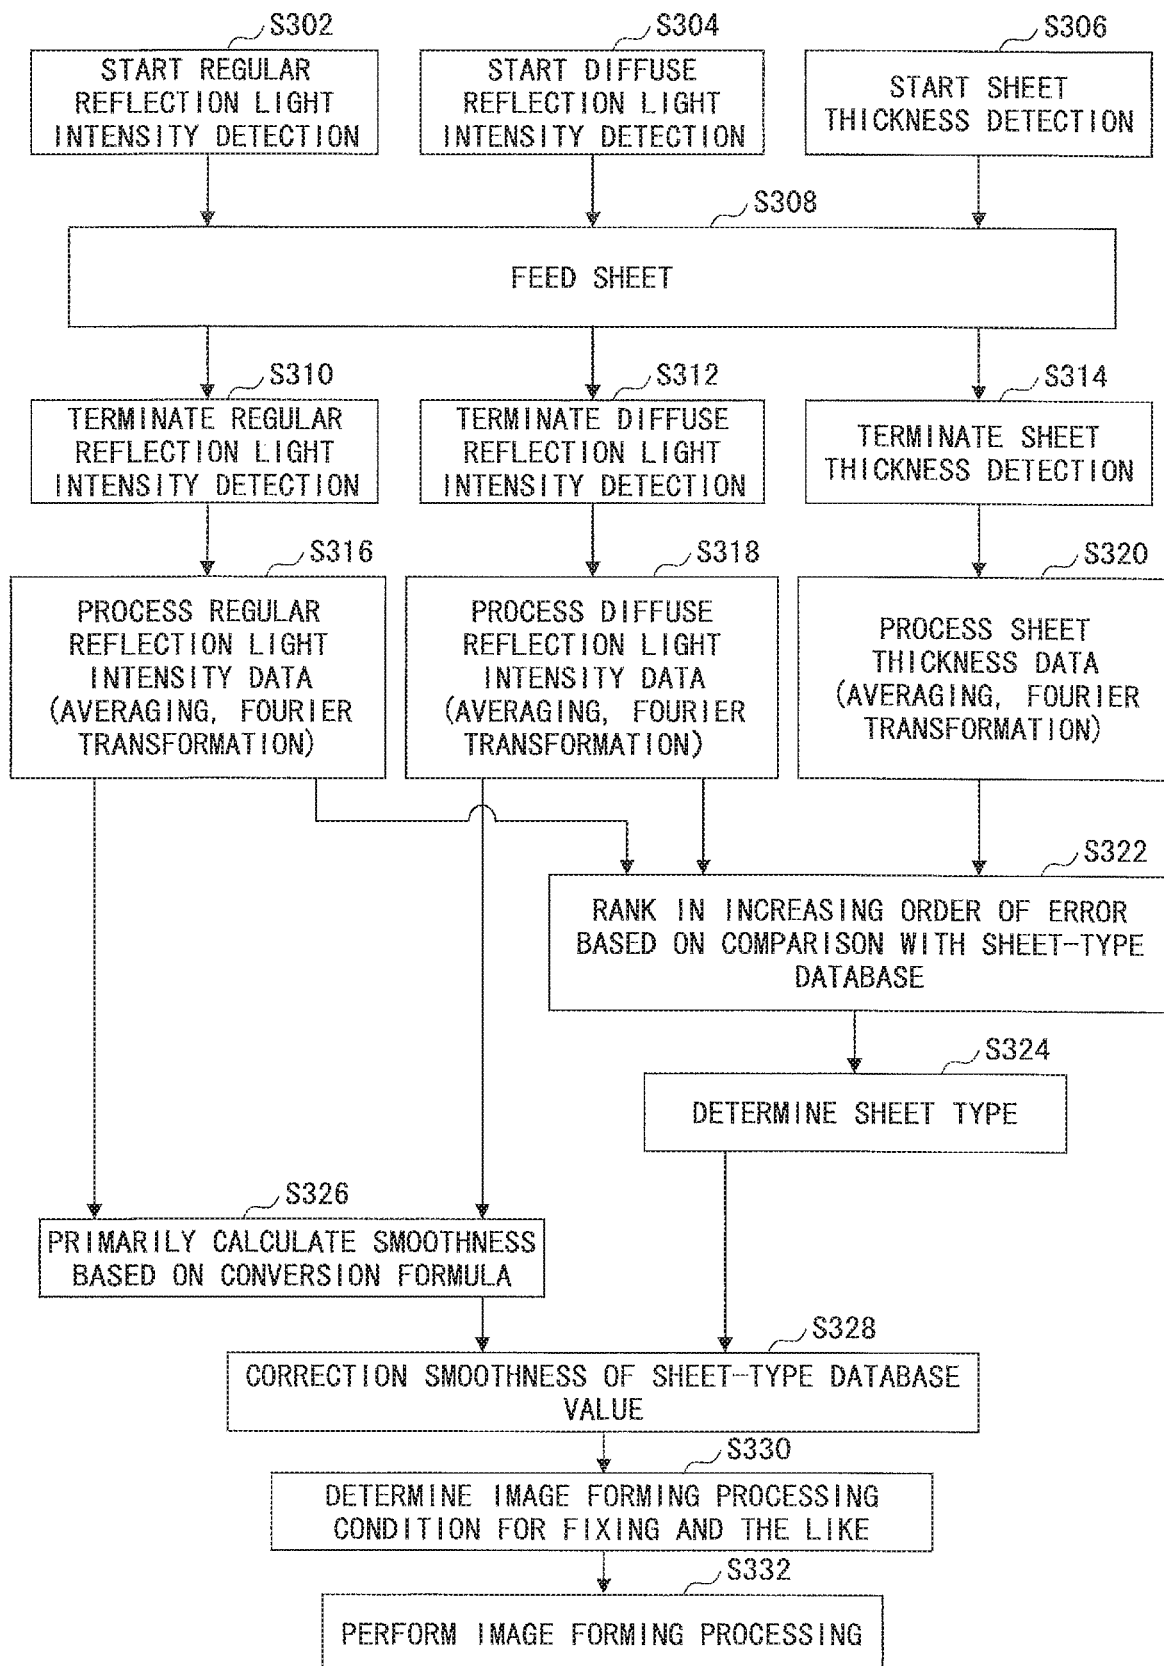 S302
START REGULAR
REFLECTION LIGHT
INTENSITY DETECTION
S304
START DIFFUSE
REFLECTION LIGHT
INTENSITY DETECTION
S306
START SHEET
THICKNESS DETECTION
S308
FEED SHEET
S310
TERMINATE REGULAR
REFLECTION LIGHT
INTENSITY DETECTION
S312
TERMINATE DIFFUSE
REFLECTION LIGHT
INTENSITY DETECTION
S314
TERMINATE SHEET
THICKNESS DETECTION
S316
PROCESS REGULAR
REFLECTION LIGHT
INTENSITY DATA
(AVERAGING, FOURIER
TRANSFORMATION)
S318
PROCESS DIFFUSE
REFLECTION LIGHT
INTENSITY DATA
(AVERAGING, FOURIER
TRANSFORMATION)
S320
PROCESS SHEET
THICKNESS DATA
(AVERAGING, FOURIER
TRANSFORMATION)
S322
RANK IN INCREASING ORDER OF ERROR
BASED ON COMPARISON WITH SHEET-TYPE
DATABASE
S324
DETERMINE SHEET TYPE
S326
PRIMARILY CALCULATE SMOOTHNESS
BASED ON CONVERSION FORMULA
S328
CORRECTION SMOOTHNESS OF SHEET-TYPE DATABASE
VALUE
S330
DETERMINE IMAGE FORMING PROCESSING
CONDITION FOR FIXING AND THE LIKE
S332
PERFORM IMAGE FORMING PROCESSING